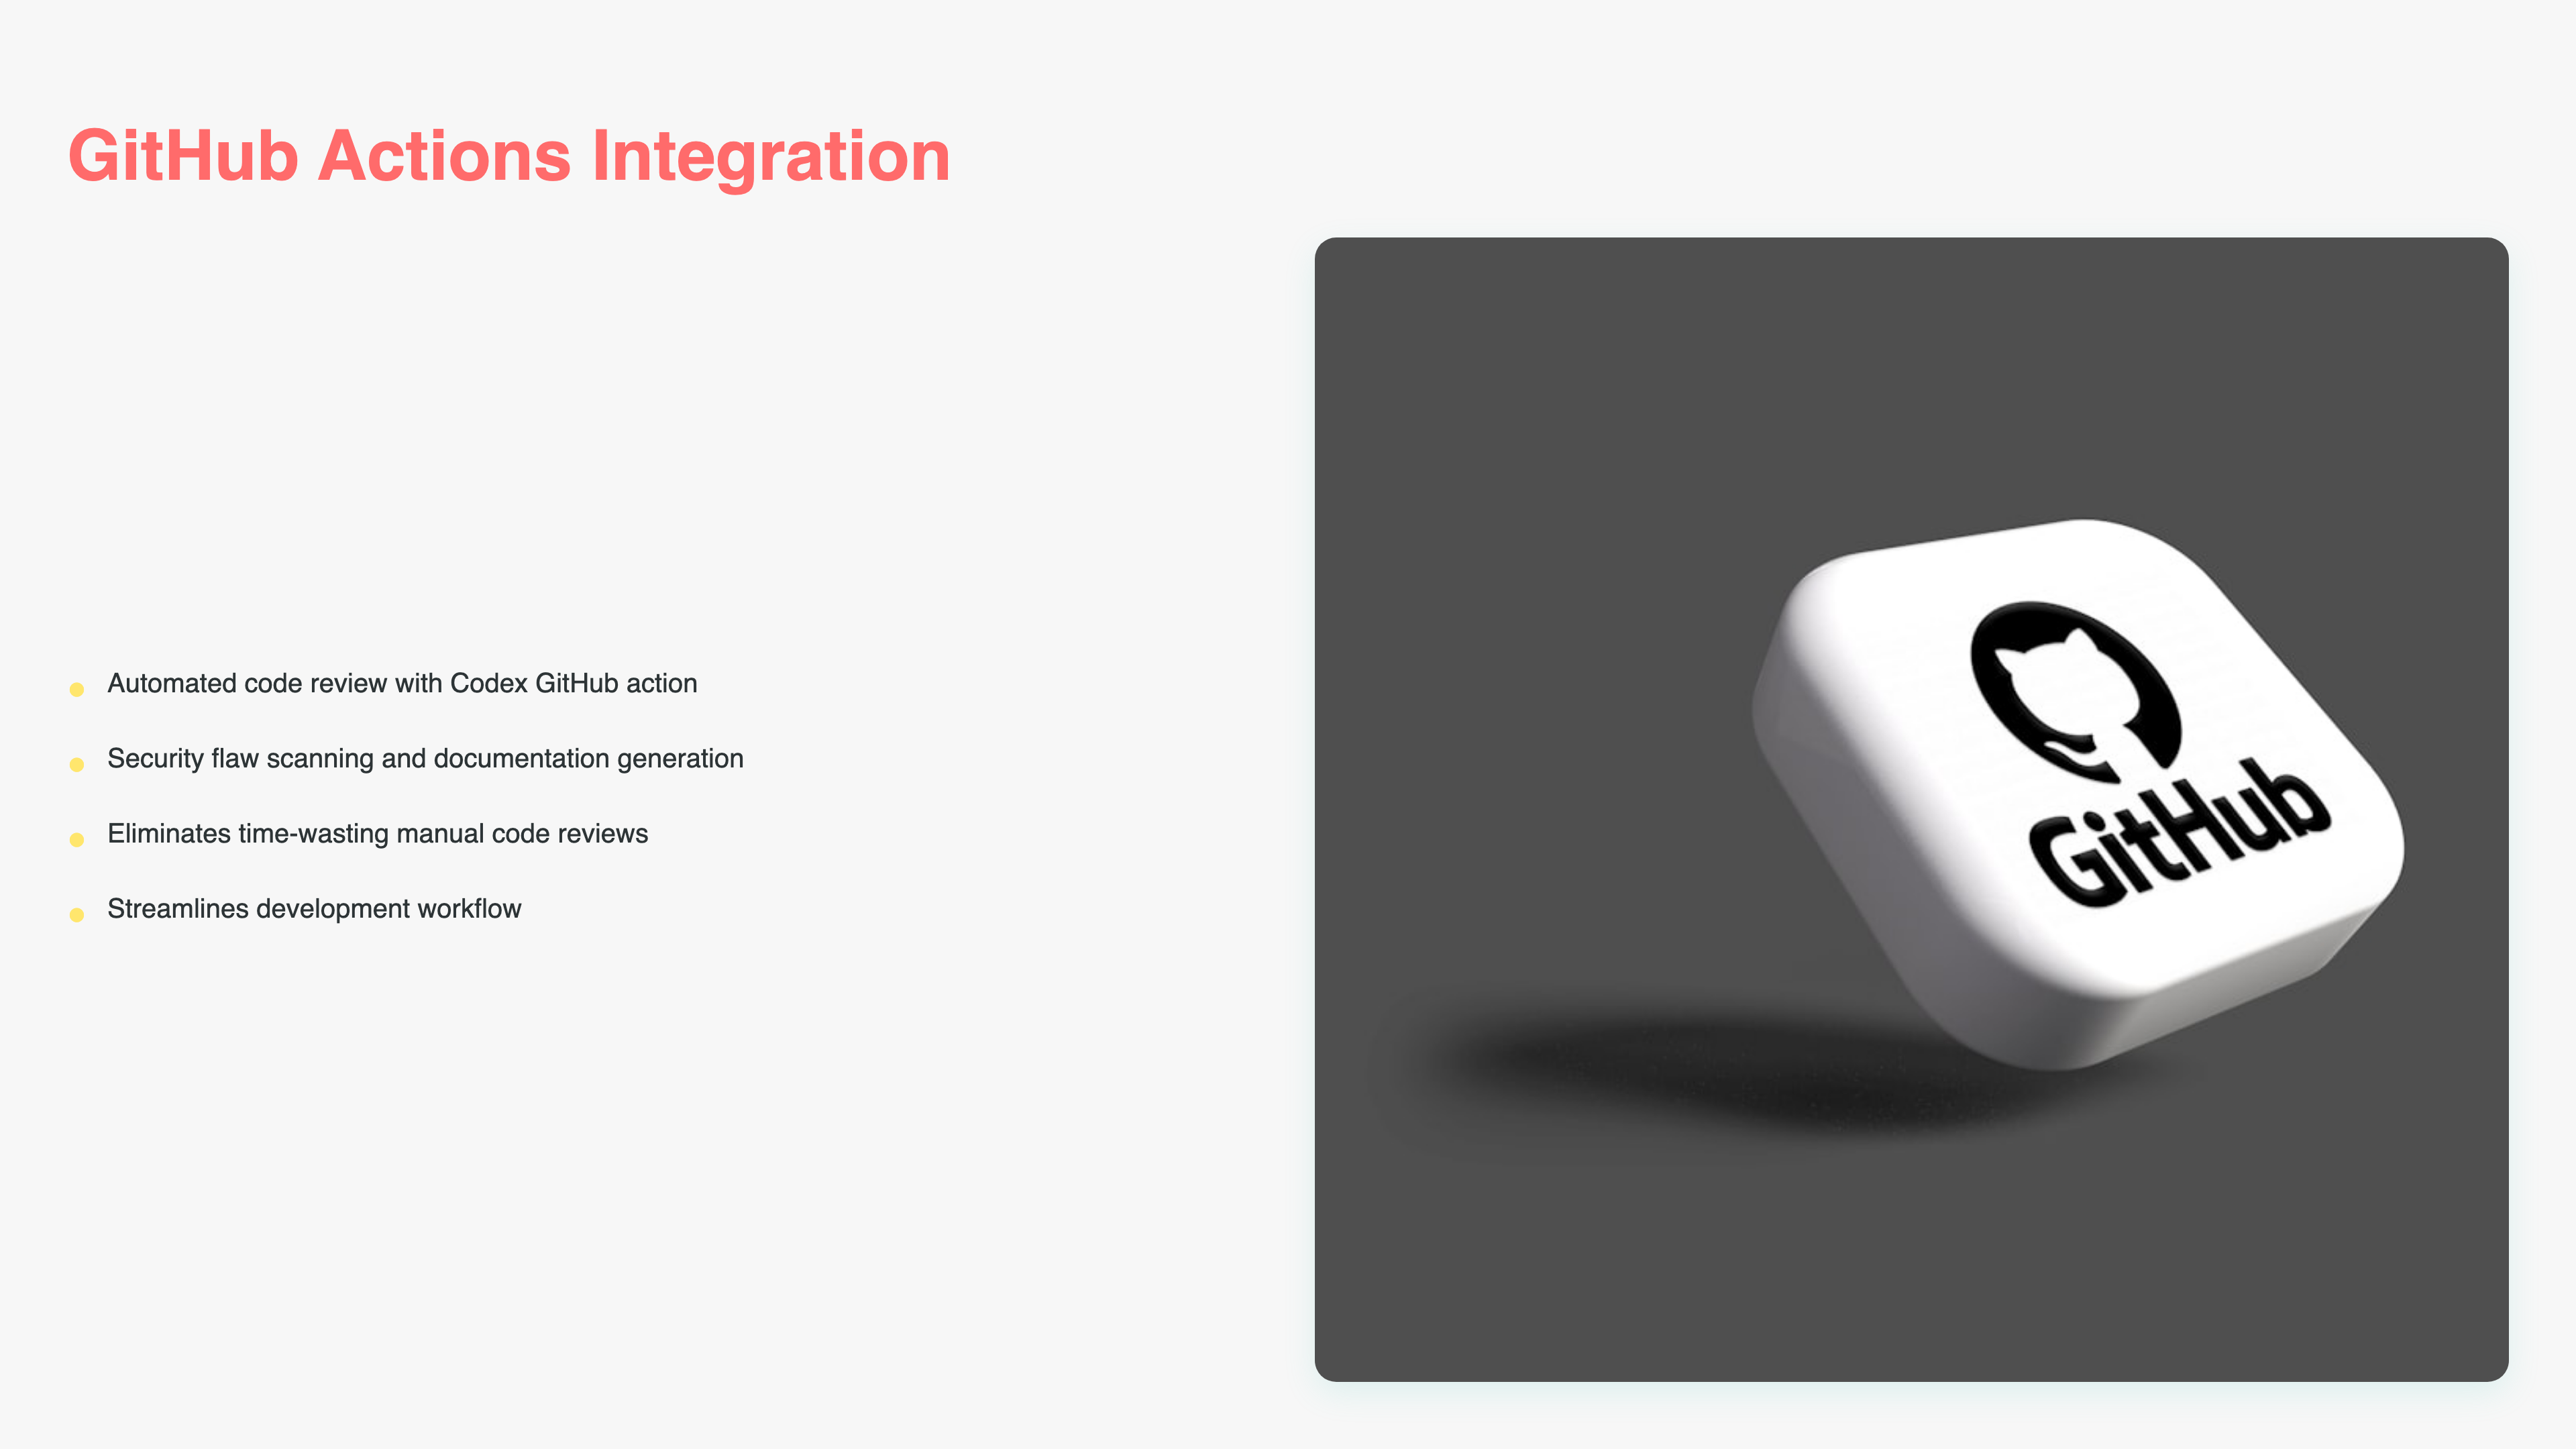 GitHub Actions Integration
Automated code review with Codex GitHub action
Security flaw scanning and documentation generation
Eliminates time-wasting manual code reviews
Streamlines development workflow
GitHub